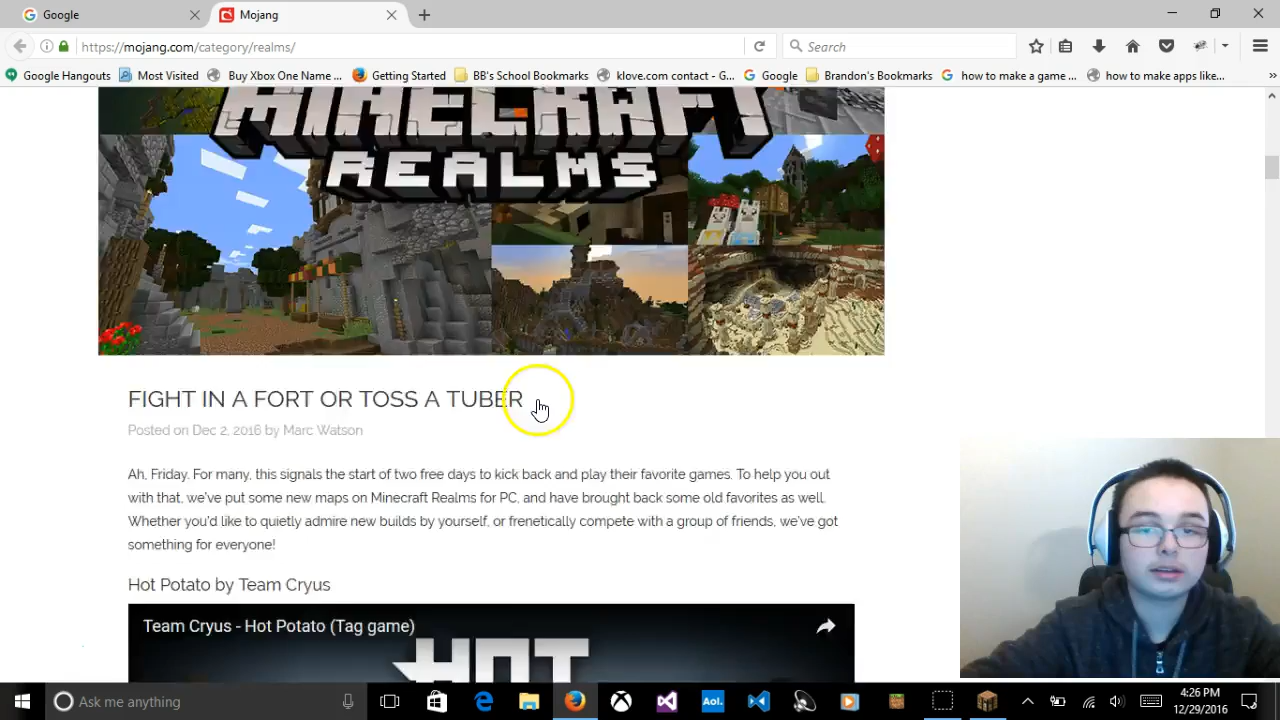 Google
Mojang
https://mojang.com/category/realms/
Search
Google Hangouts
Most Visited
Buy Xbox One Name ...
Getting Started
BB's School Bookmarks
klove.com contact - G...
Google
Brandon's Bookmarks
how to make a game ...
how to make apps like...
MINECRAFT
REALMS
FIGHT IN A FORT OR TOSS A TUBER
Posted on Dec 2, 2016 by Marc Watson
Ah, Friday. For many, this signals the start of two free days to kick back and play their favorite games. To help you out
with that, we've put some new maps on Minecraft Realms for PC, and have brought back some old favorites as well.
Whether you'd like to quietly admire new builds by yourself, or frenetically compete with a group of friends, we've got
something for everyone!
Hot Potato by Team Cryus
Team Cryus - Hot Potato (Tag game)
HOT
Ask me anything
Aol.
4:26 PM
12/29/2016